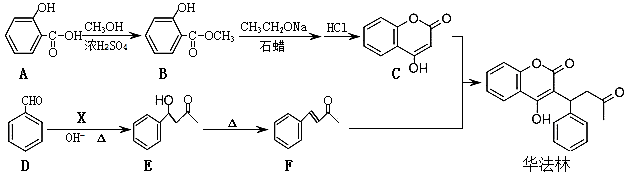 OH
C
OH
O
A
CH₃OH
浓H₂SO₄
OH
C
O
CH₃
O
B
CH₃CH₂ONa
石蜡
HCl
O
O
OH
C
CHO
D
X
OH⁻ Δ
OH
O
E
Δ
O
F
O
O
O
OH
华法林